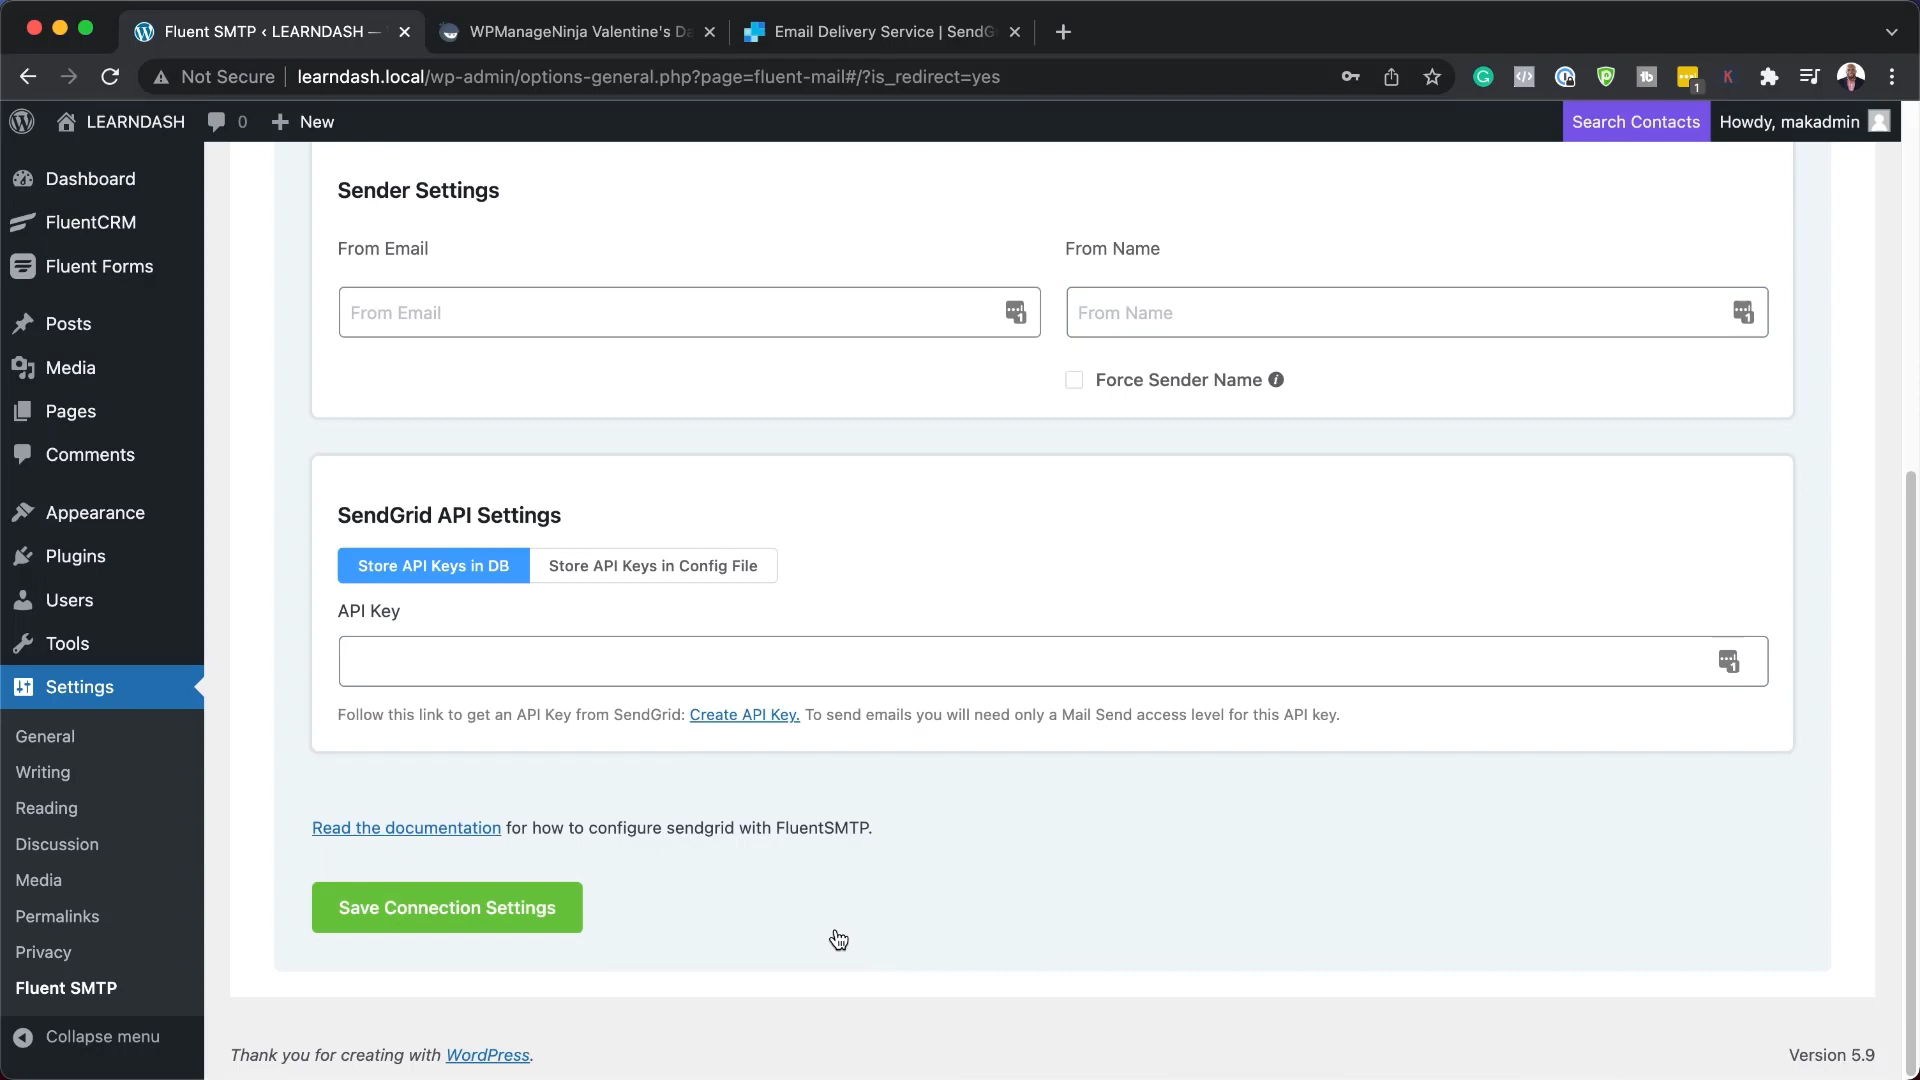 Fluent SMTP ‹ LEARNDASH —
WPManageNinja Valentine's Da
Email Delivery Service | SendG
Not Secure
learndash.local/wp-admin/options-general.php?page=fluent-mail#/?is_redirect=yes
LEARNDASH
0
New
Search Contacts
Howdy, makadmin
Dashboard
FluentCRM
Fluent Forms
Posts
Media
Pages
Comments
Appearance
Plugins
Users
Tools
Settings
General
Writing
Reading
Discussion
Media
Permalinks
Privacy
Fluent SMTP
Collapse menu
Sender Settings
From Email
From Name
From Email
1
From Name
1
Force Sender Name
SendGrid API Settings
Store API Keys in DB
Store API Keys in Config File
API Key
1
Follow this link to get an API Key from SendGrid: Create API Key. To send emails you will need only a Mail Send access level for this API key.
Read the documentation for how to configure sendgrid with FluentSMTP.
Save Connection Settings
Thank you for creating with WordPress.
Version 5.9